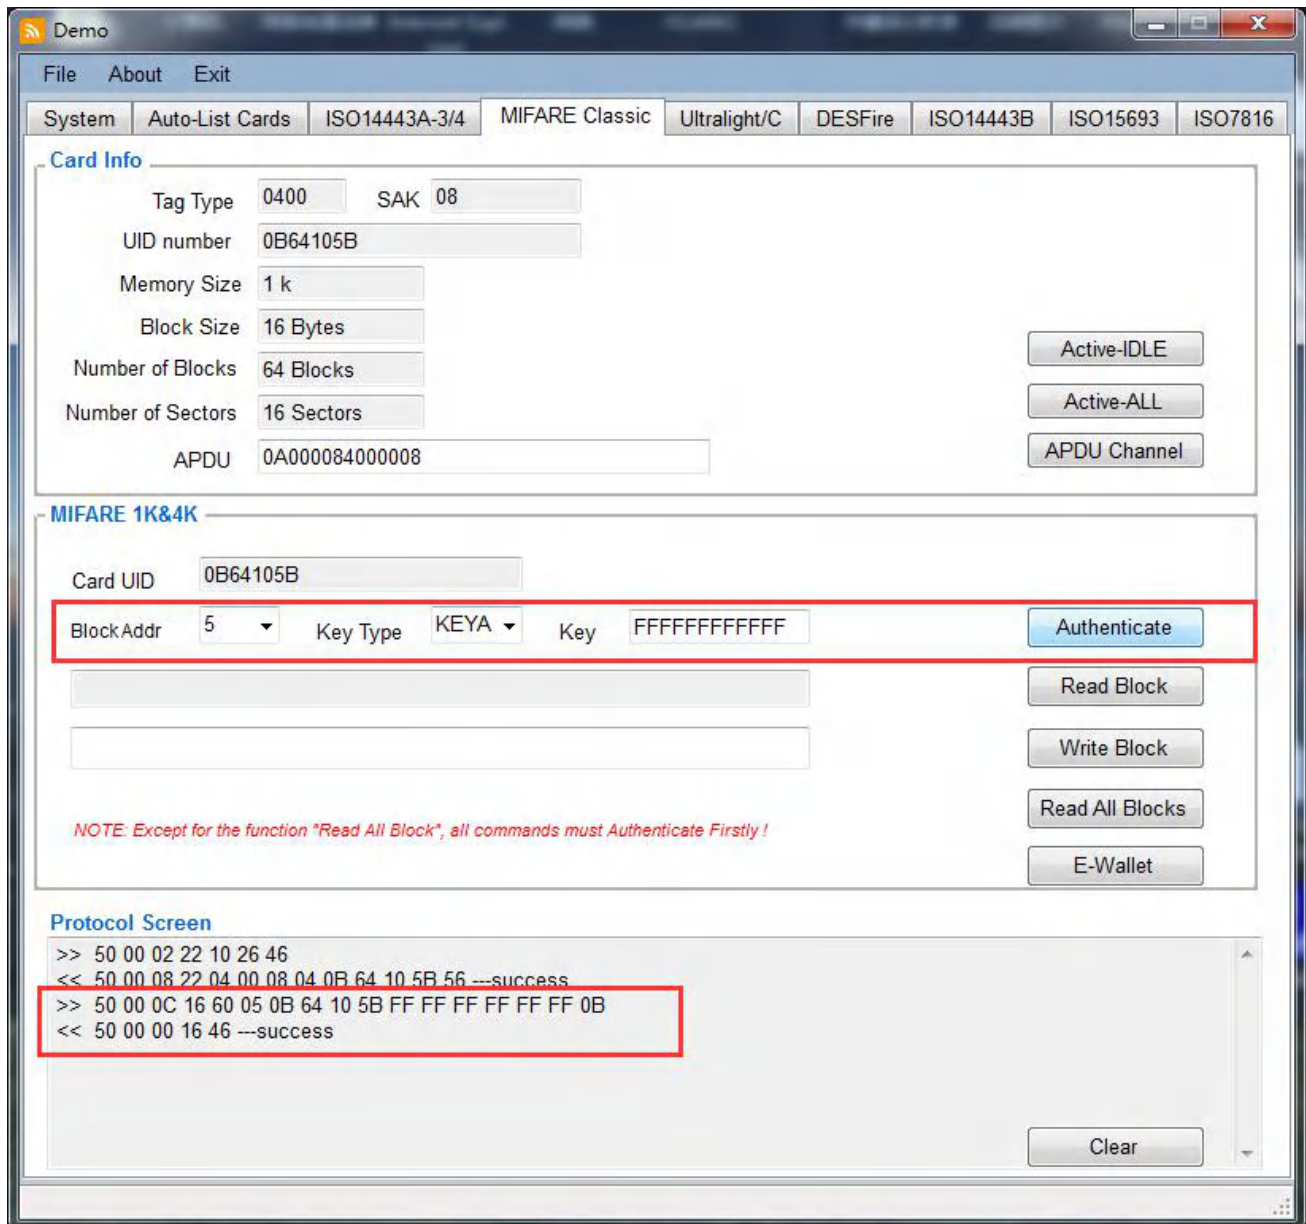 Demo
File About Exit
System Auto-List Cards ISO14443A-3/4 MIFARE Classic Ultralight/C DESFire ISO14443B ISO15693 ISO7816
Card Info
Tag Type 0400 SAK 08
UID number 0B64105B
Memory Size 1 k
Block Size 16 Bytes
Active-IDLE
Number of Blocks 64 Blocks
Active-ALL
Number of Sectors 16 Sectors
APDU 0A000084000008 APDU Channel
MIFARE 1K&4K
Card UID 0B64105B
BlockAddr 5 Key Type KEYA Key FFFFFFFFFFFF Authenticate
Read Block
Write Block
Read All Blocks
NOTE: Except for the function "Read All Block", all commands must Authenticate Firstly !
E-Wallet
Protocol Screen
>> 50 00 02 22 10 26 46
<< 50 00 08 22 04 00 08 04 0B 64 10 5B 56 ---success
>> 50 00 0C 16 60 05 0B 64 10 5B FF FF FF FF FF FF 0B
<< 50 00 00 16 46 ---success
Clear